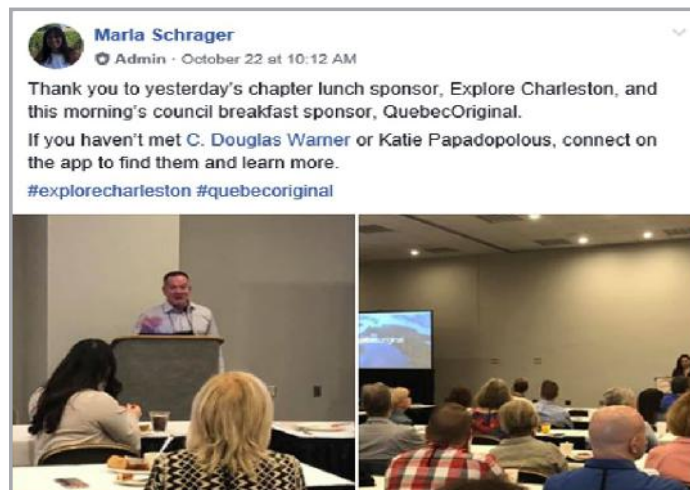 Marla Schrager
Admin · October 22 at 10:12 AM
Thank you to yesterday's chapter lunch sponsor, Explore Charleston, and
this morning's council breakfast sponsor, QuebecOriginal.
If you haven't met C. Douglas Warner or Katie Papadopolous, connect on
the app to find them and learn more.
#explorecharleston #quebecoriginal